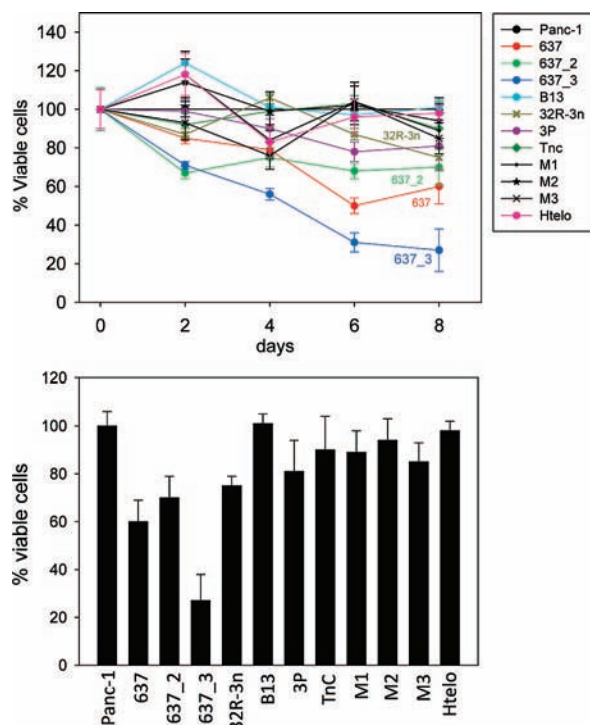 % Viable cells
140
120
100
80
60
40
20
0
0 2 4 6 8
days
32R-3n
637_2
637
637_3
Panc-1
637
637_2
637_3
B13
32R-3n
3P
Tnc
M1
M2
M3
Htelo
% viable cells
120
100
80
60
40
20
0
Panc-1
637
637_2
637_3
32R-3n
B13
3P
TnC
M1
M2
M3
Htelo